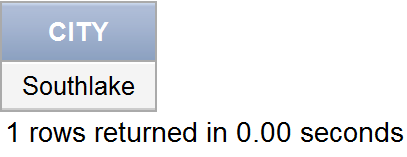 CITY
Southlake
1 rows returned in 0.00 seconds